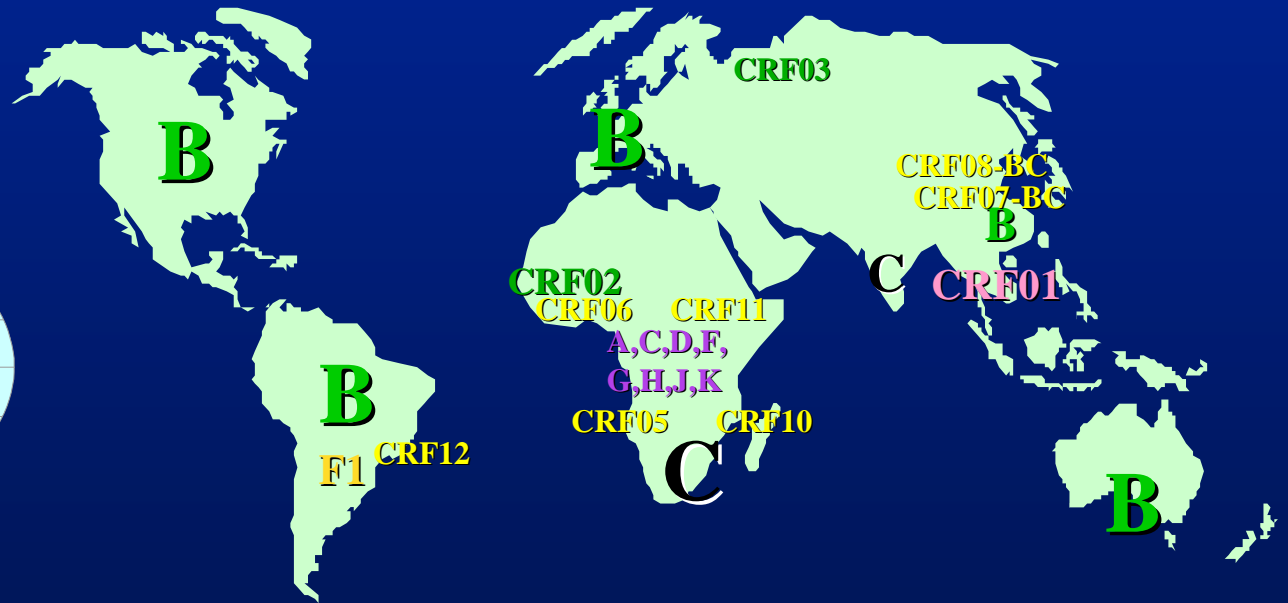 CRF03
B
B
CRF08-BC
CRF07-BC
B
C
CRF01
CRF02
CRF06
CRF11
A,C,D,F,
G,H,J,K
B
CRF05
CRF10
CRF12
F1
C
B